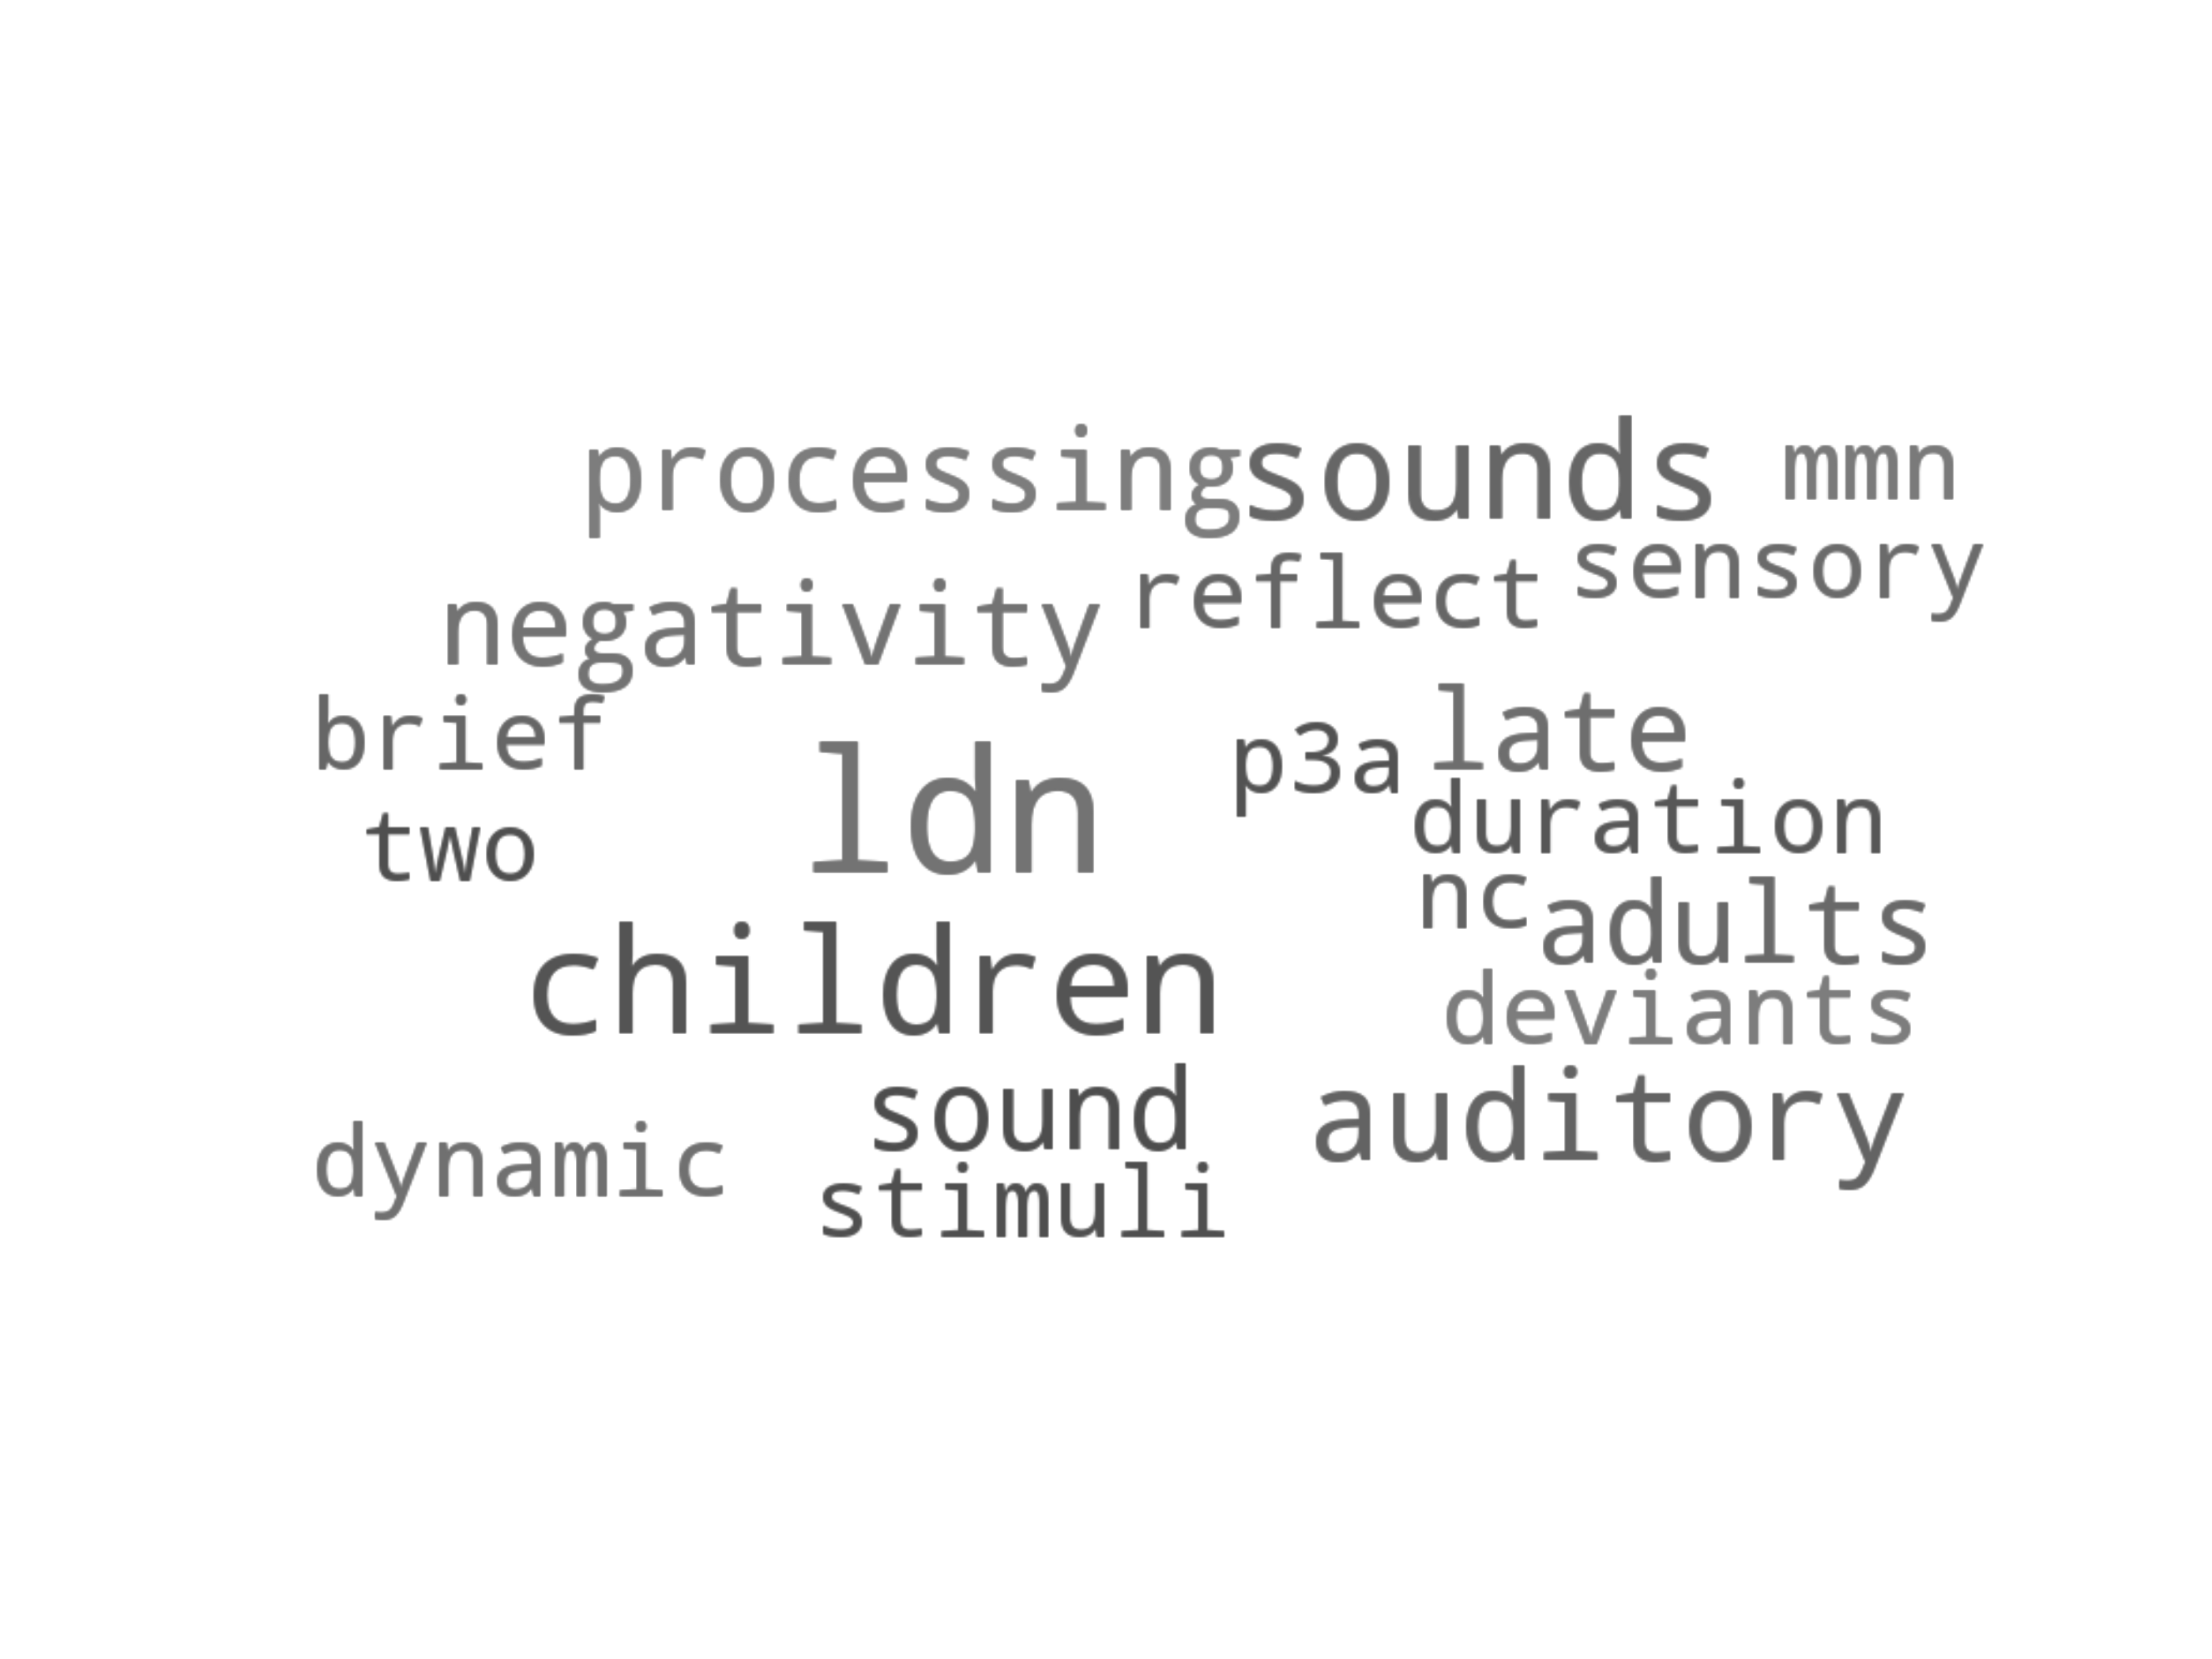 processing sounds mmn
negativity reflect sensory
brief ldn p3a late
two duration
children nc adults
deviants
sound auditory
dynamic stimuli